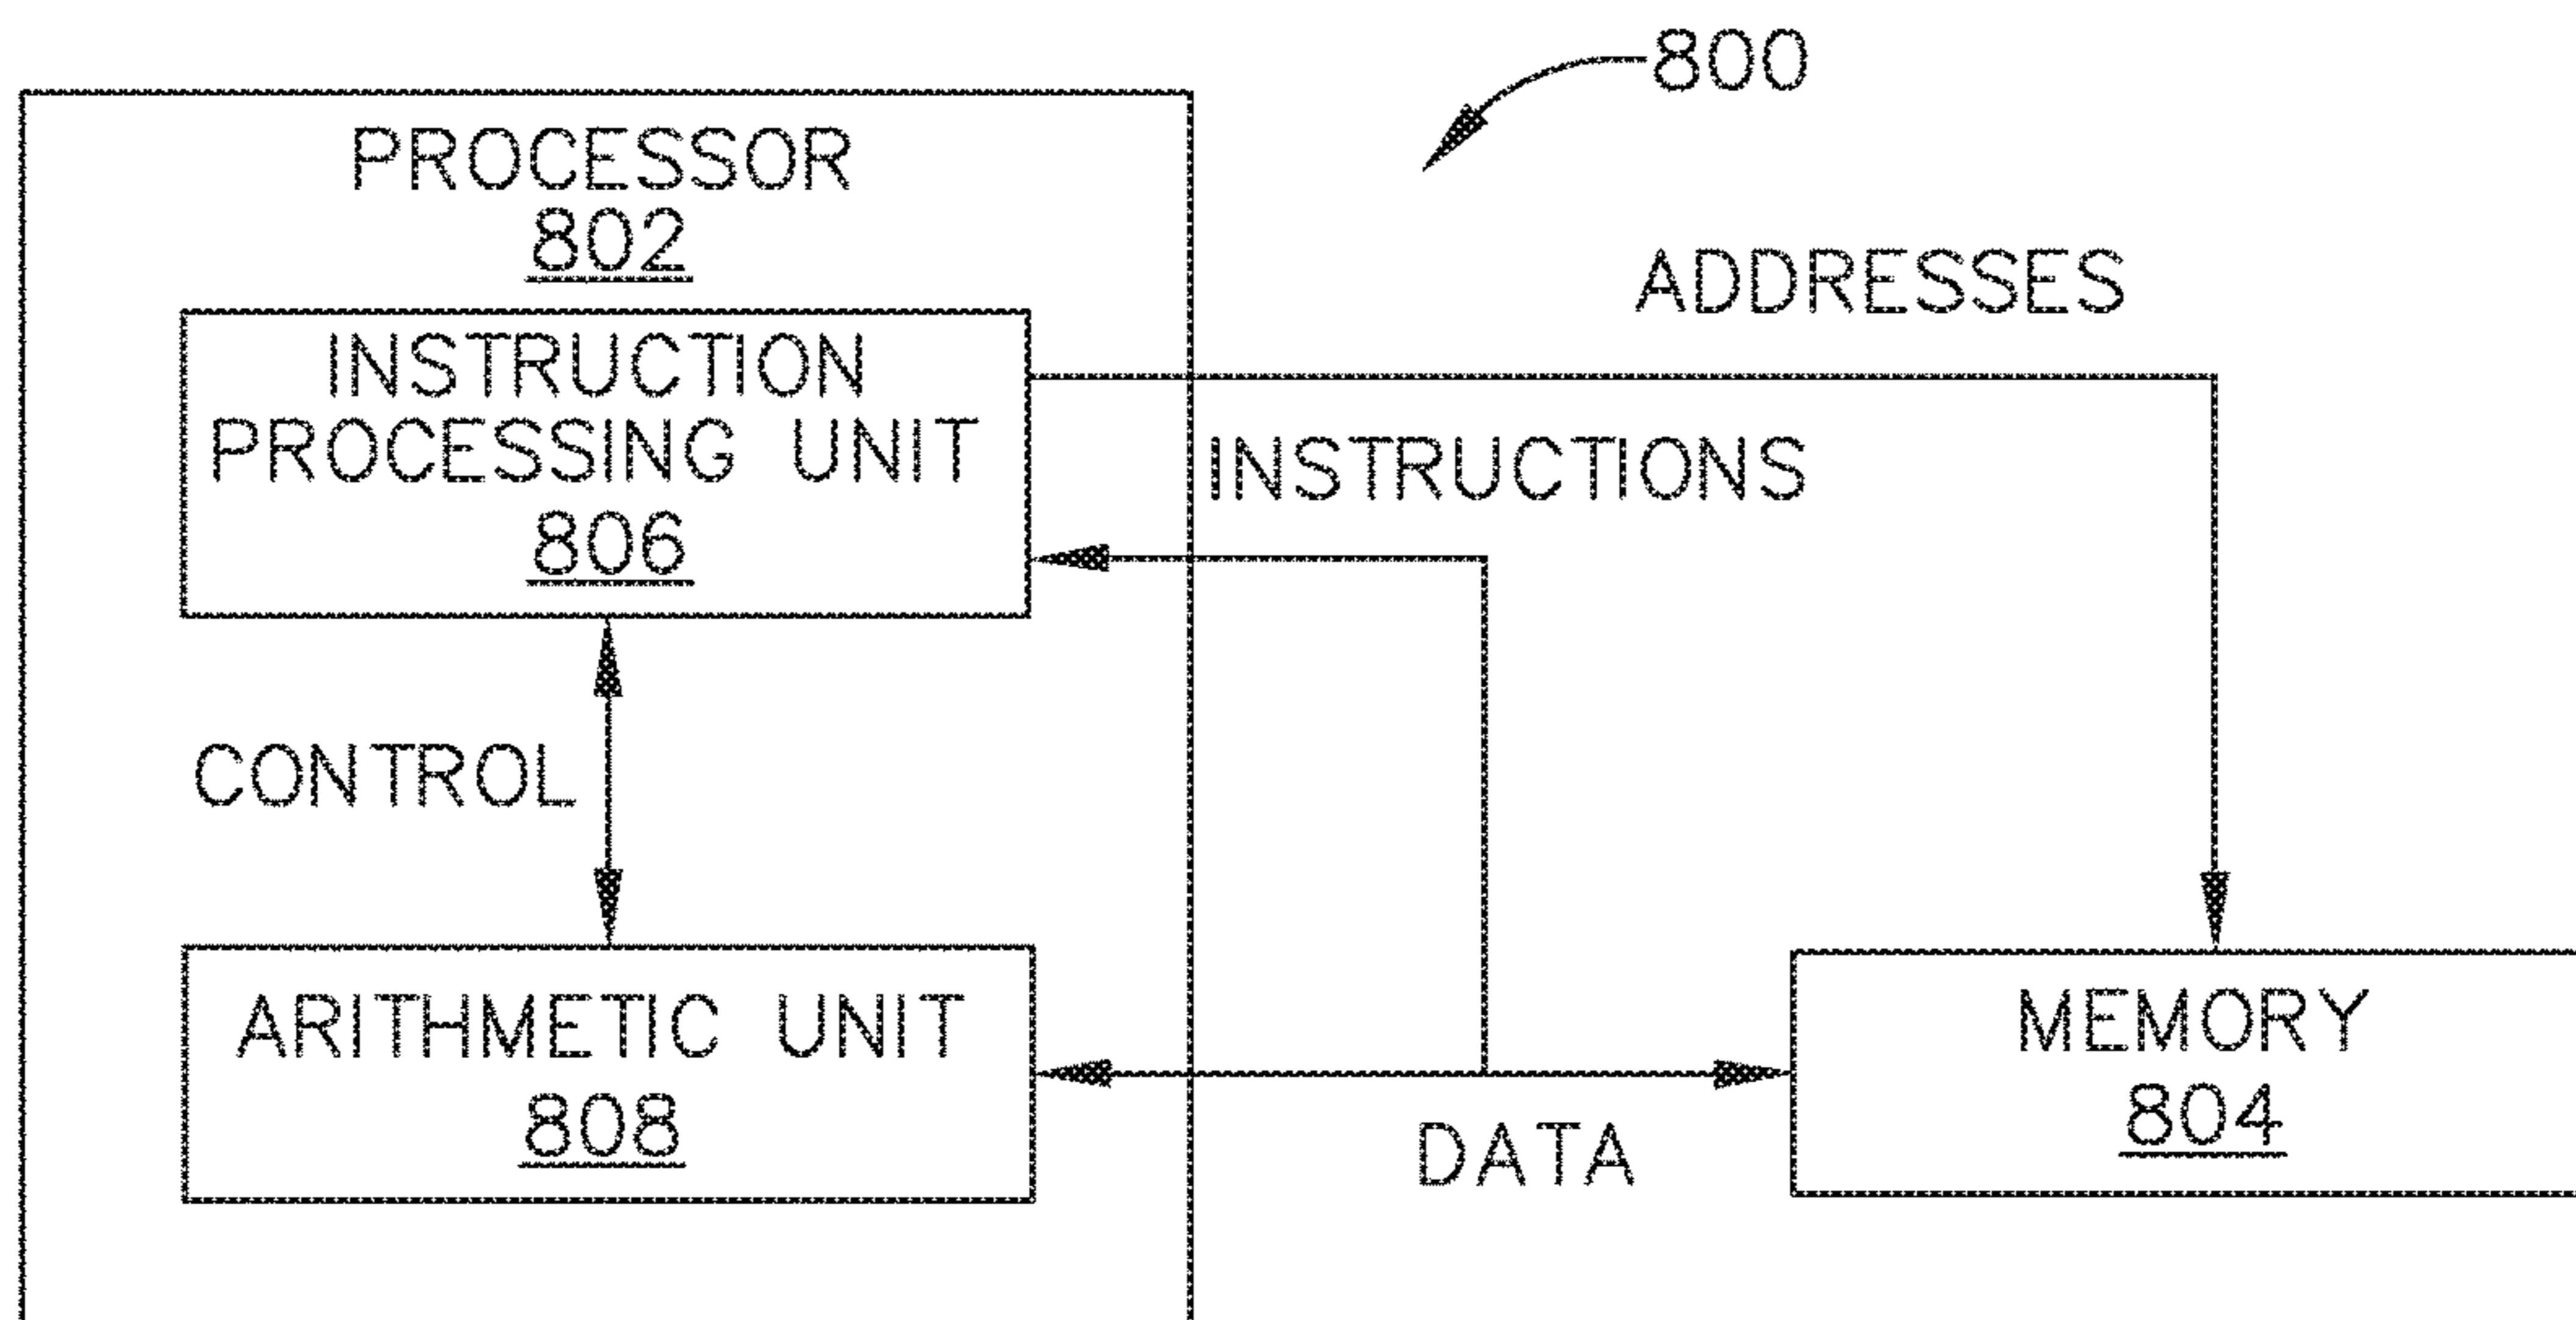 800
PROCESSOR
802
ADDRESSES
INSTRUCTION
PROCESSING UNIT
806
INSTRUCTIONS
CONTROL
ARITHMETIC UNIT
808
DATA
MEMORY
804